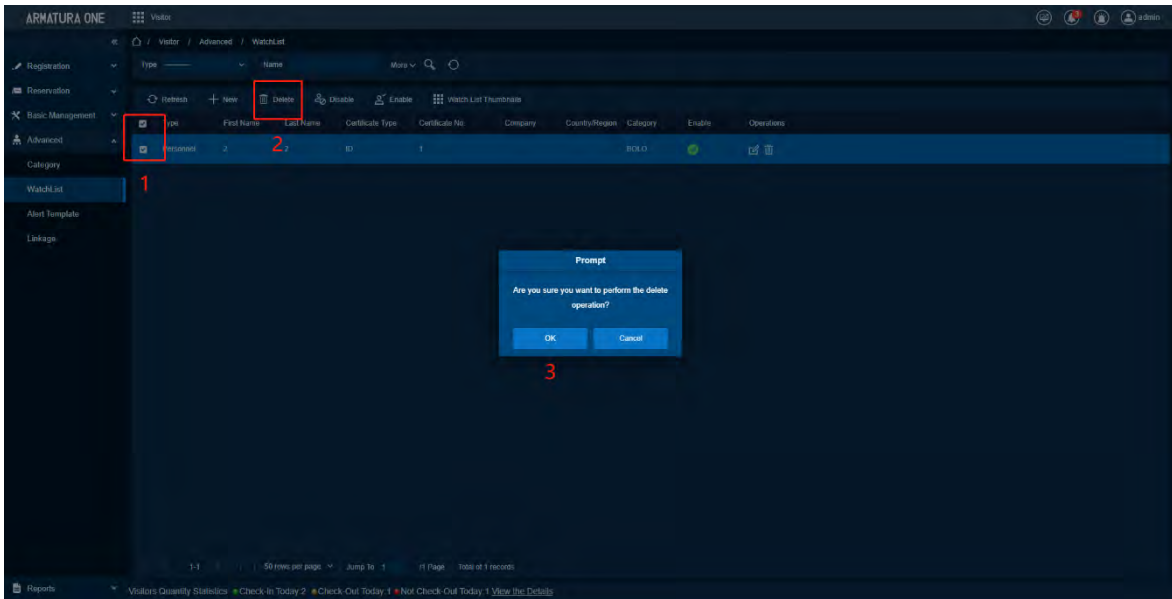 ARMATURA ONE
Visitor
admin
Visitor / Advanced / WatchList
Registration
Type
Name
More
Reservation
Refresh
New
Delete
Disable
Enable
Watch List Thumbnails
Basic Management
Type
First Name
Last Name
Certificate Type
Certificate No
Company
Country/Region
Category
Enable
Operations
Advanced
Personnel
2
2
ID
1
BOLO
2
Category
WatchList
1
Alert Template
Linkage
Prompt
Are you sure you want to perform the delete
operation?
OK
Cancel
3
1-1
50 rows per page
Jump To 1
/1 Page
Total of 1 records
Reports
Visitors Quantity Statistics Check-In Today:2 Check-Out Today:1 Not Check-Out Today:1 View the Details